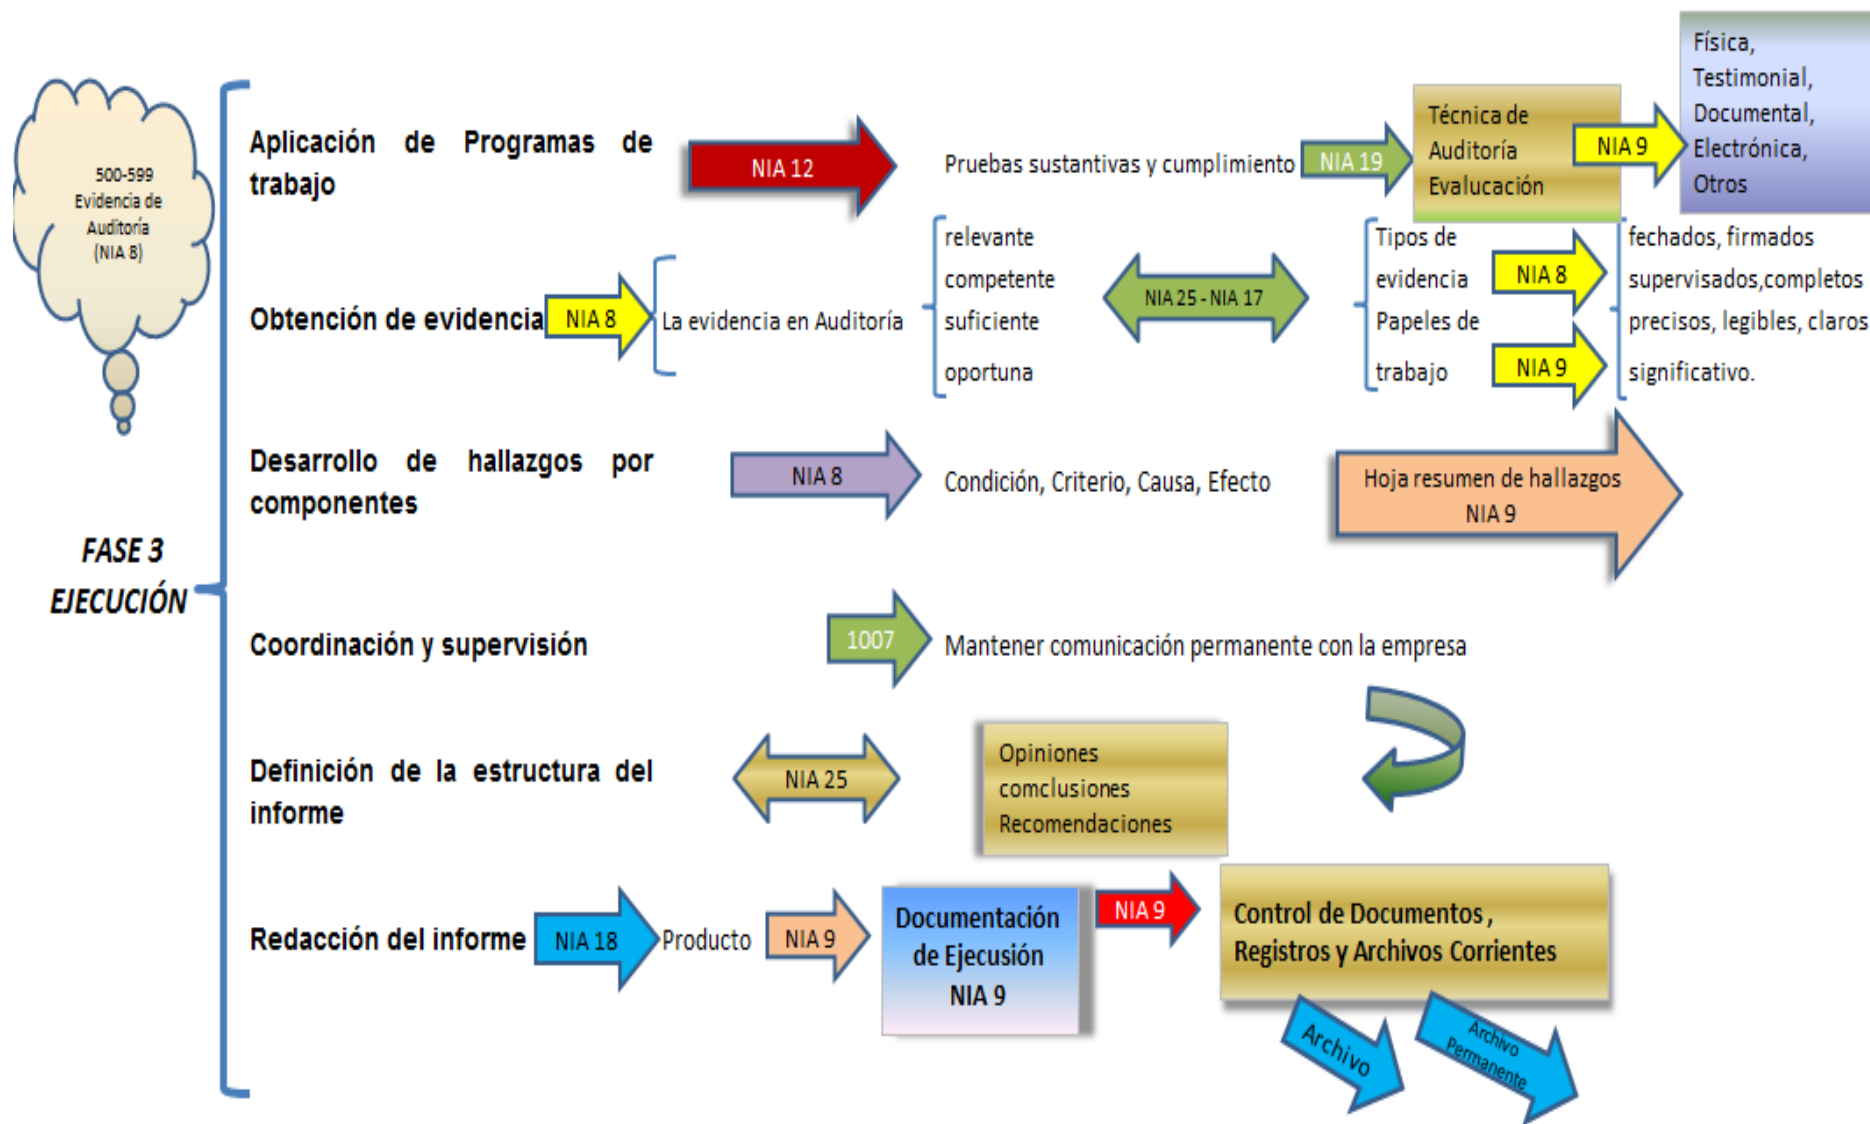 500-599
Evidencia de
Auditoría
(NIA 8)
FASE 3
EJECUCIÓN
Aplicación de Programas de
trabajo
NIA 12
Pruebas sustantivas y cumplimiento
NIA 19
Técnica de
Auditoría
Evalucación
NIA 9
Física,
Testimonial,
Documental,
Electrónica,
Otros
Obtención de evidencia
NIA 8
La evidencia en Auditoría
relevante
competente
suficiente
oportuna
NIA 25 - NIA 17
Tipos de
evidencia
Papeles de
trabajo
NIA 8
NIA 9
fechados, firmados
supervisados,completos
precisos, legibles, claros
significativo.
Desarrollo de hallazgos por
componentes
NIA 8
Condición, Criterio, Causa, Efecto
Hoja resumen de hallazgos
NIA 9
Coordinación y supervisión
1007
Mantener comunicación permanente con la empresa
Definición de la estructura del
informe
NIA 25
Opiniones
comclusiones
Recomendaciones
Redacción del informe
NIA 18
Producto
NIA 9
Documentación
de Ejecusión
NIA 9
NIA 9
Control de Documentos ,
Registros y Archivos Corrientes
Archivo
Archivo
Permanente